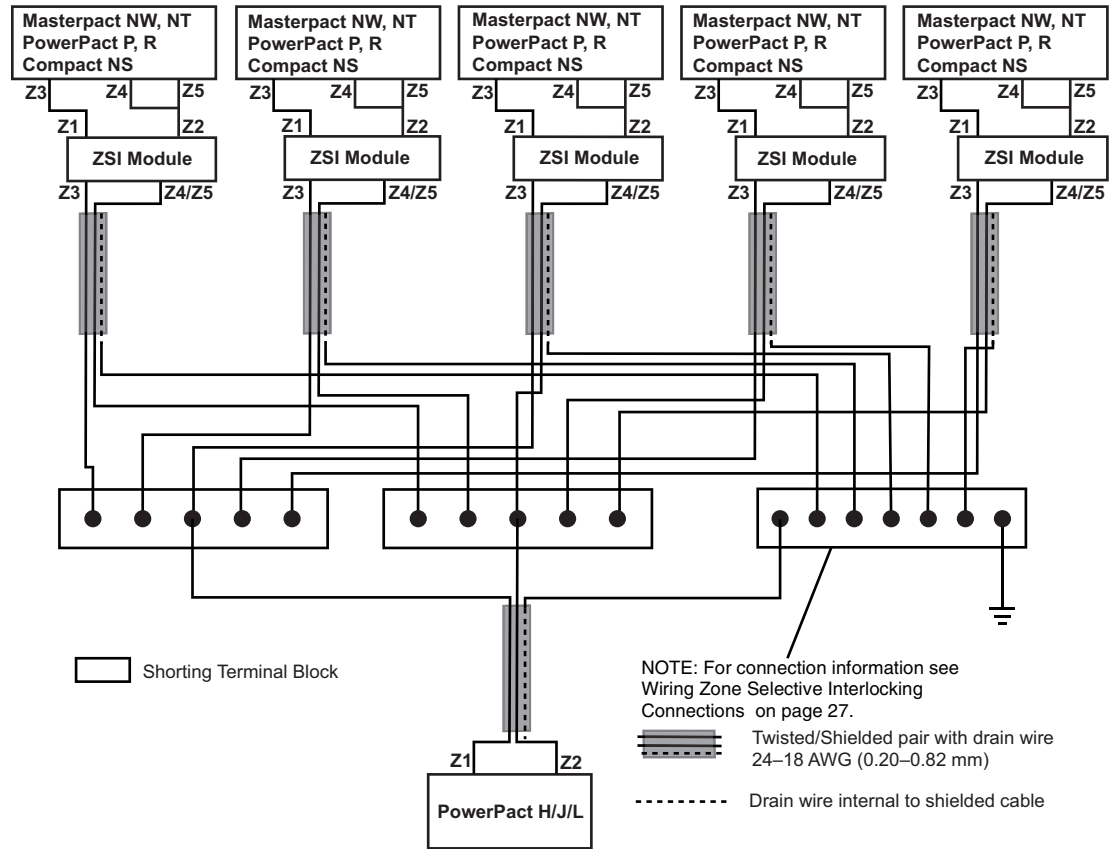 Masterpact NW, NT
PowerPact P, R
Compact NS
Masterpact NW, NT
PowerPact P, R
Compact NS
Masterpact NW, NT
PowerPact P, R
Compact NS
Masterpact NW, NT
PowerPact P, R
Compact NS
Masterpact NW, NT
PowerPact P, R
Compact NS
Z3 Z4 Z5 Z3 Z4 Z5 Z3 Z4 Z5 Z3 Z4 Z5 Z3 Z4 Z5
Z1 Z2 Z1 Z2 Z1 Z2 Z1 Z2 Z1 Z2
ZSI Module ZSI Module ZSI Module ZSI Module ZSI Module
Z3 Z4/Z5 Z3 Z4/Z5 Z3 Z4/Z5 Z3 Z4/Z5 Z3 Z4/Z5
Shorting Terminal Block
NOTE: For connection information see
Wiring Zone Selective Interlocking
Connections on page 27.
Twisted/Shielded pair with drain wire
24–18 AWG (0.20–0.82 mm)
Drain wire internal to shielded cable
Z1 Z2
PowerPact H/J/L